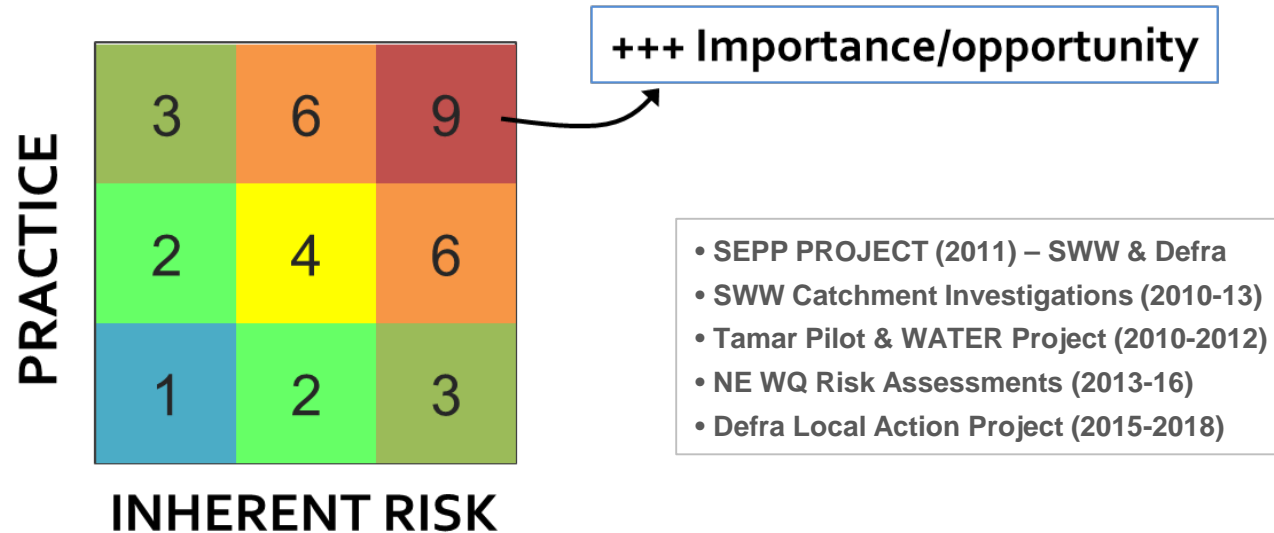 +++ Importance/opportunity
PRACTICE
3 6 9
2 4 6
1 2 3
INHERENT RISK
• SEPP PROJECT (2011) – SWW & Defra
• SWW Catchment Investigations (2010-13)
• Tamar Pilot & WATER Project (2010-2012)
• NE WQ Risk Assessments (2013-16)
• Defra Local Action Project (2015-2018)